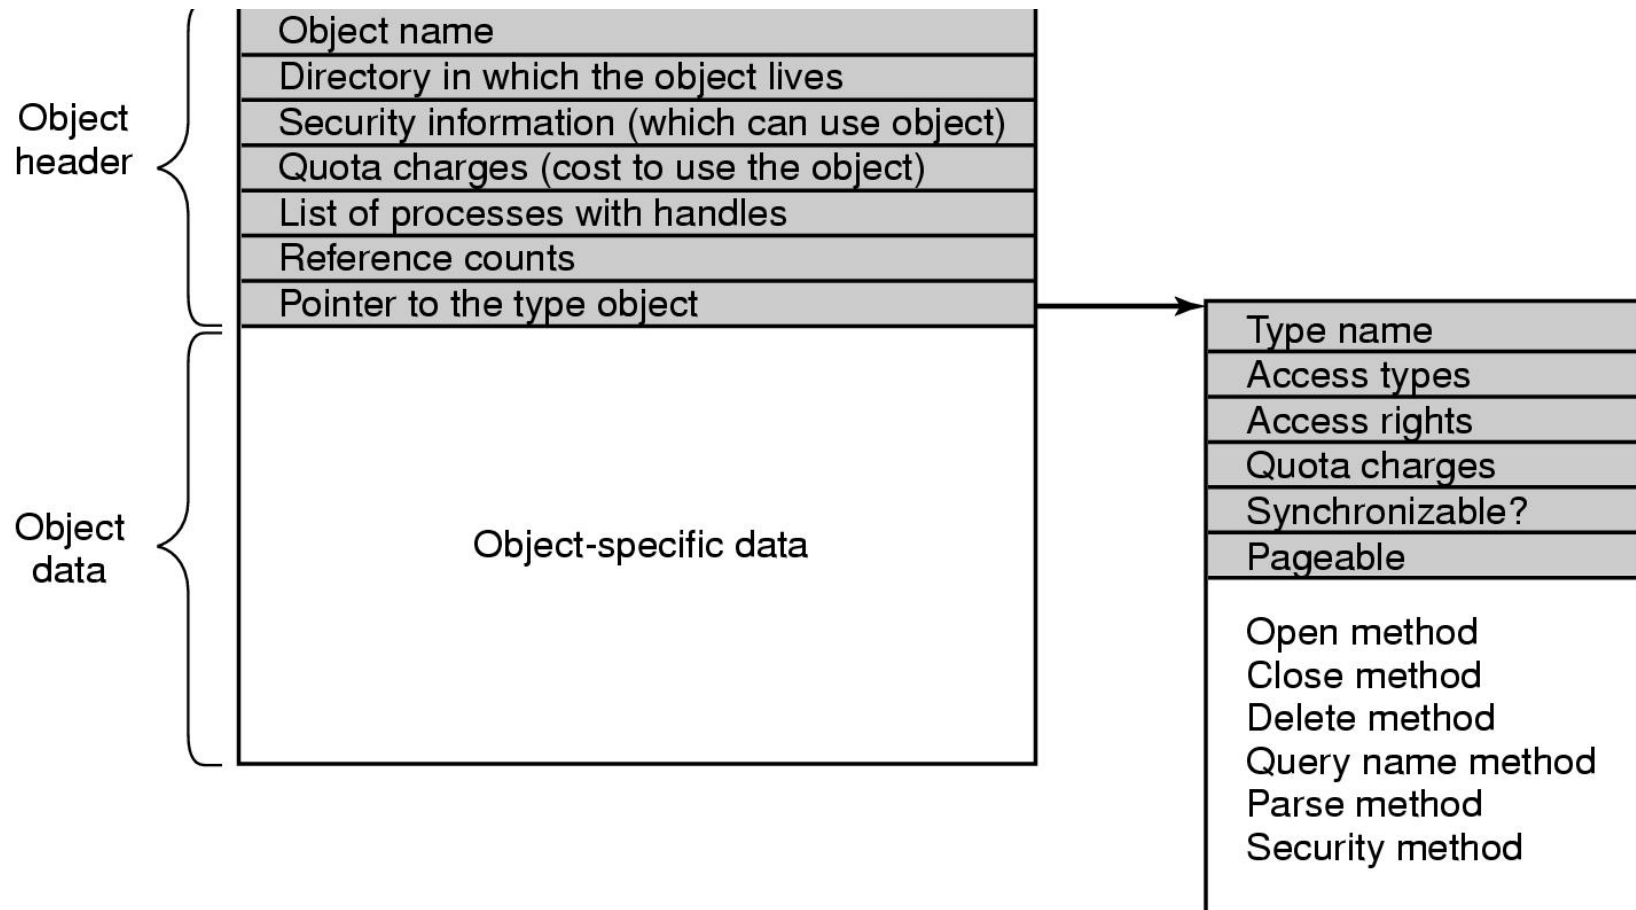 Object name
Directory in which the object lives
Security information (which can use object)
Quota charges (cost to use the object)
List of processes with handles
Reference counts
Pointer to the type object
Object
header
Object
data
Object-specific data
Type name
Access types
Access rights
Quota charges
Synchronizable?
Pageable
Open method
Close method
Delete method
Query name method
Parse method
Security method